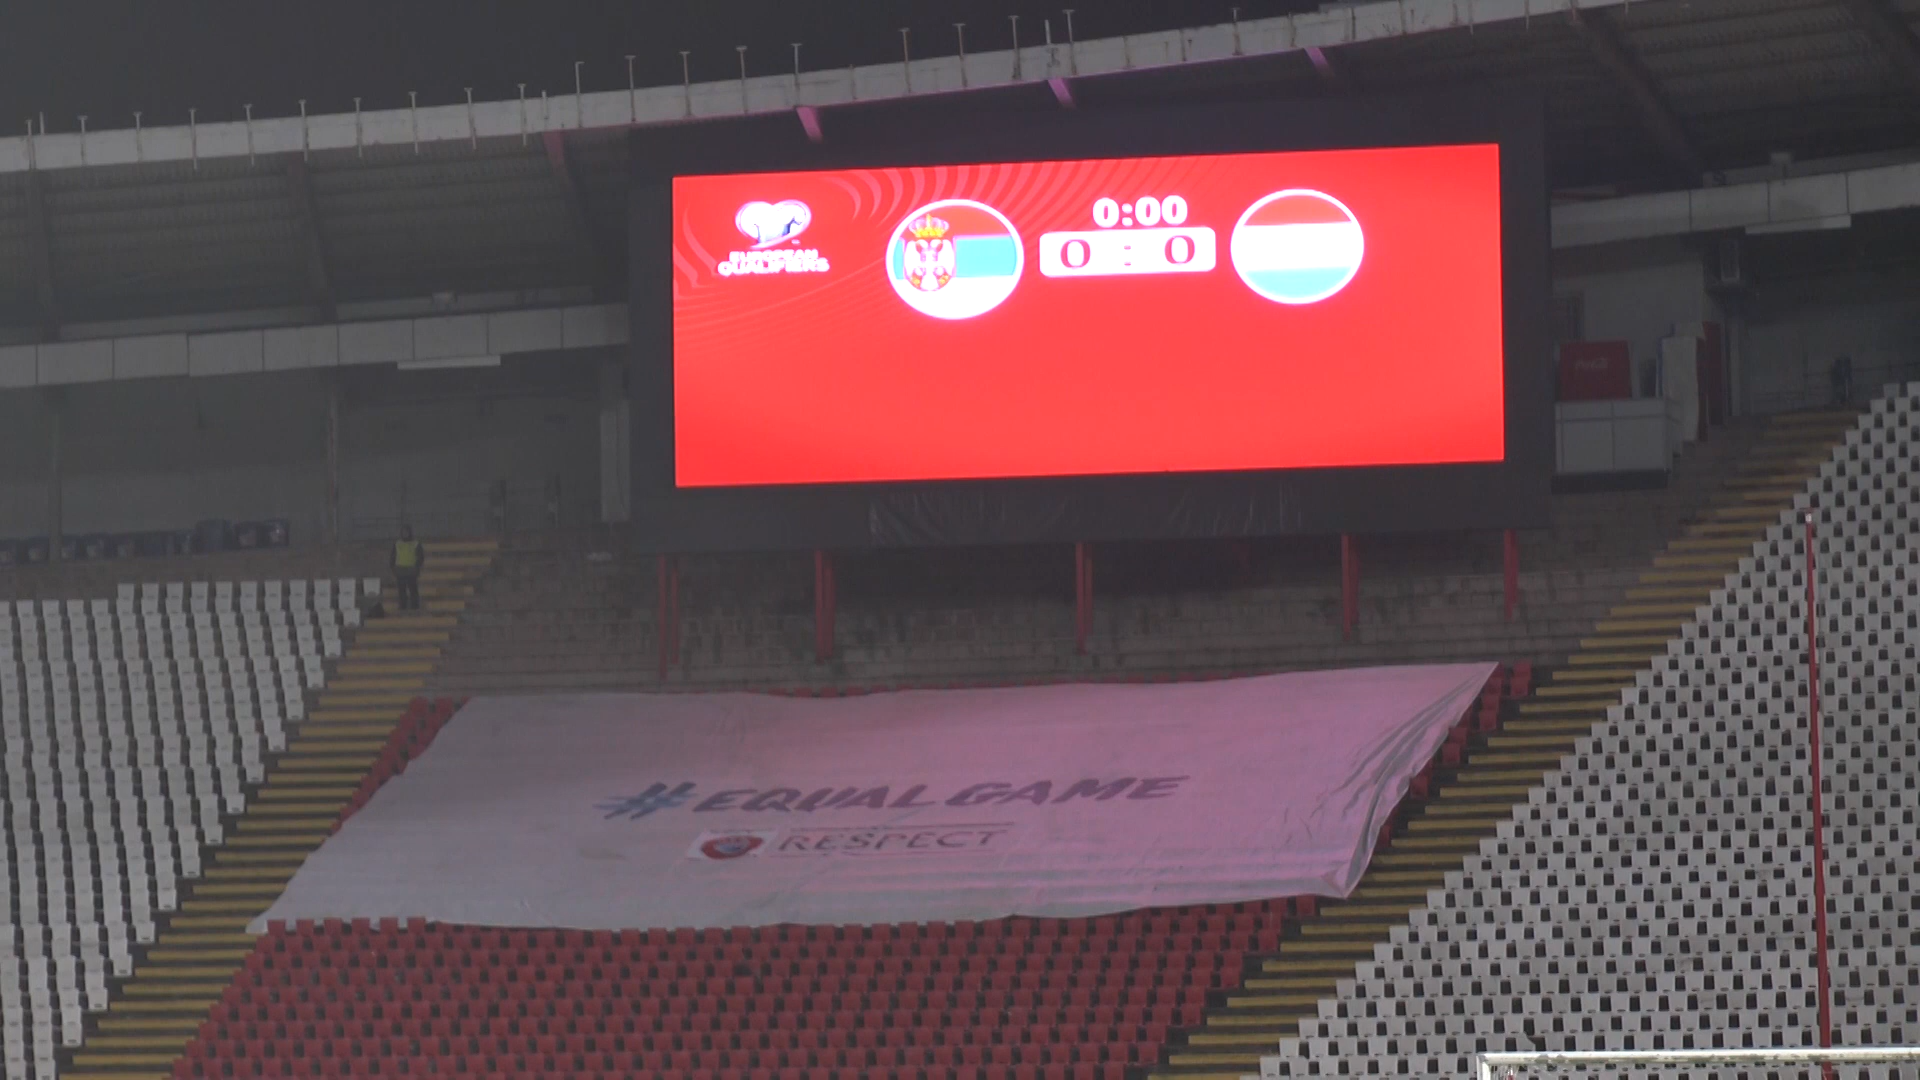 EUROPEAN
QUALIFIERS
0:00
0 : 0
#EQUALGAME
RESPECT